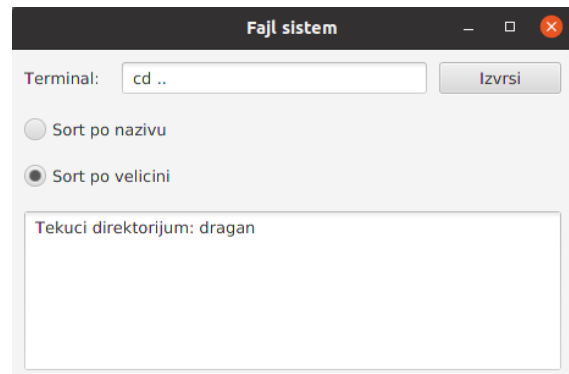 Fajl sistem
Terminal: cd .. Izvrsi
Sort po nazivu
Sort po velicini
Tekuci direktorijum: dragan